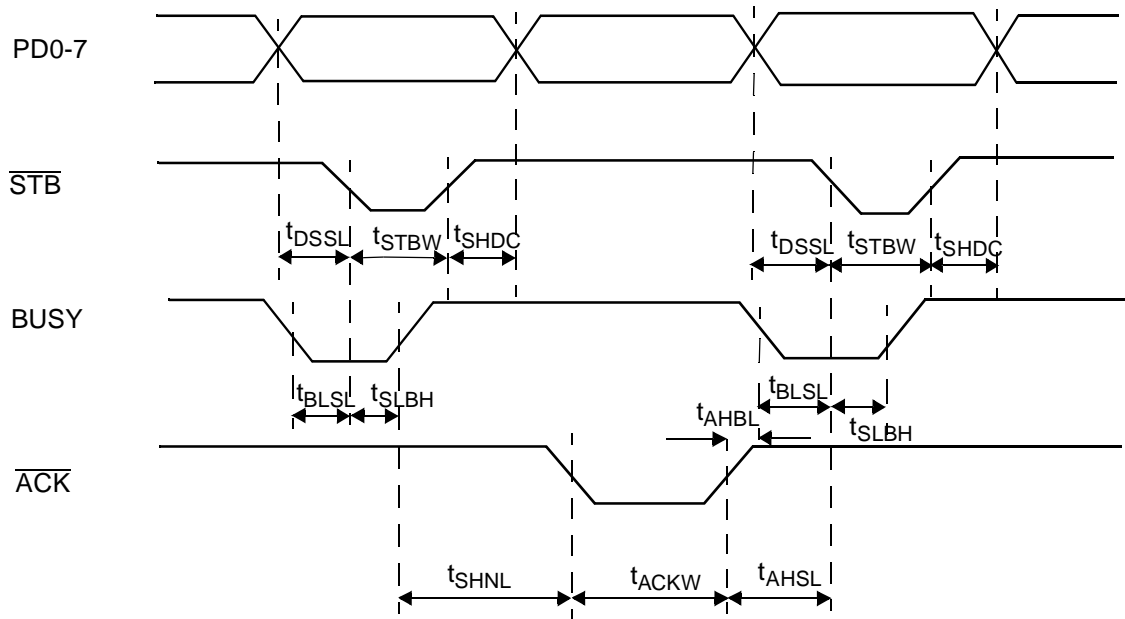 PD0-7
STB
tDSSL tSTBW tSHDC tDSSL tSTBW tSHDC
BUSY
tBLSL tSLBH tAHBL tBLSL tSLBH
ACK
tSHNL tACKW tAHSL